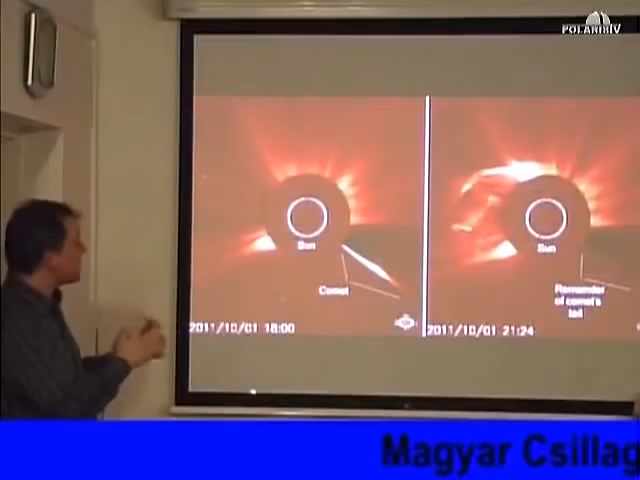 POLARISTV
Sun
Comet
2011/10/01 18:00
Sun
Remainder
of comet's
tail
2011/10/01 21:24
Magyar Csillag